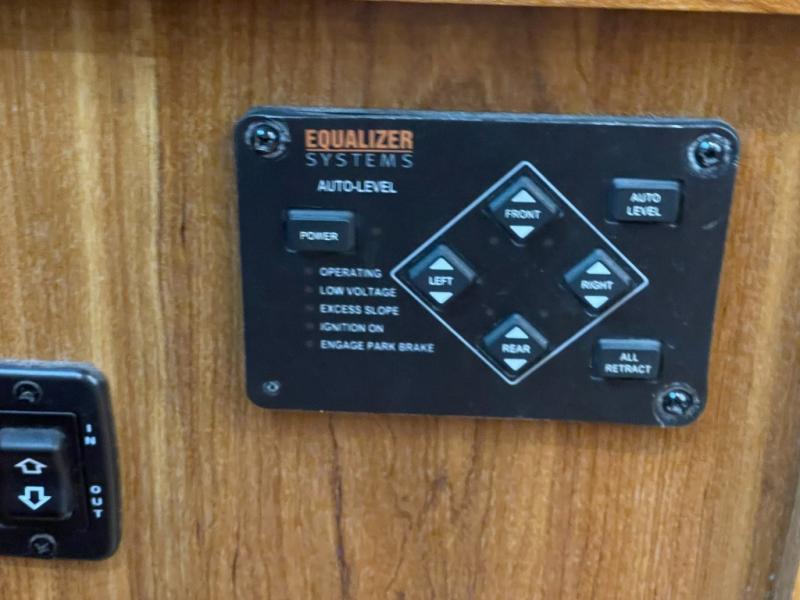 EQUALIZER
SYSTEMS
AUTO-LEVEL
POWER
OPERATING
LOW VOLTAGE
EXCESS SLOPE
IGNITION ON
ENGAGE PARK BRAKE
FRONT
LEFT
RIGHT
REAR
AUTO
LEVEL
ALL
RETRACT
IN
OUT